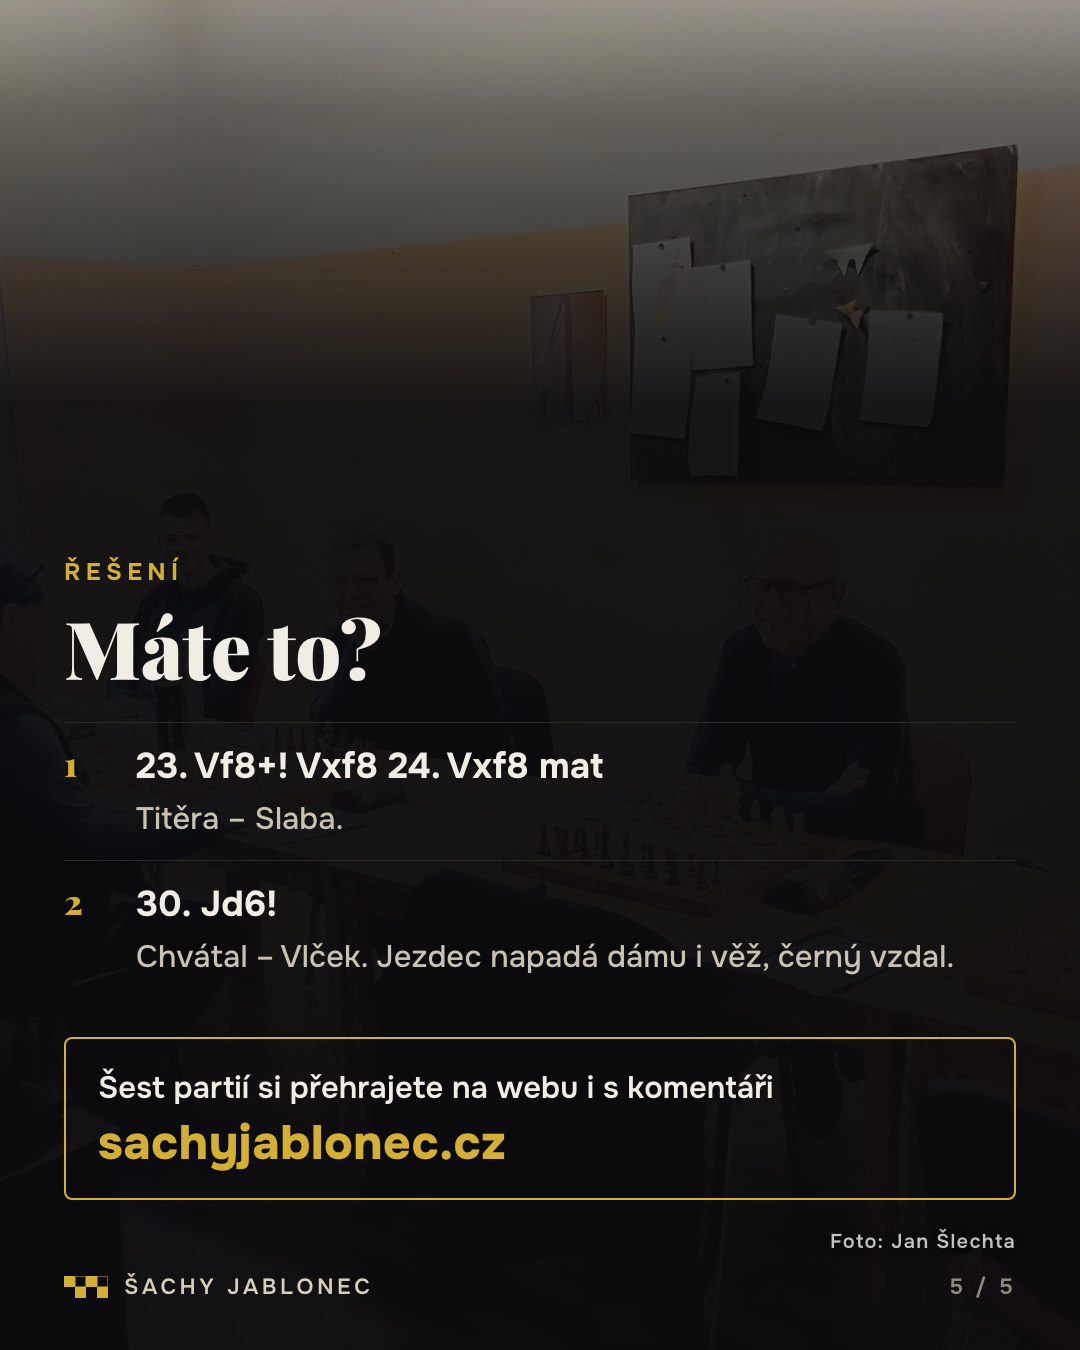 ŘEŠENÍ
Máte to?
1
23. Vf8+! Vxf8 24. Vxf8 mat
Titěra – Slaba.
2
30. Jd6!
Chvátal – Vlček. Jezdec napadá dámu i věž, černý vzdal.
Šest partií si přehrajete na webu i s komentáři
sachyjablonec.cz
Foto: Jan Šlechta
ŠACHY JABLONEC
5 / 5